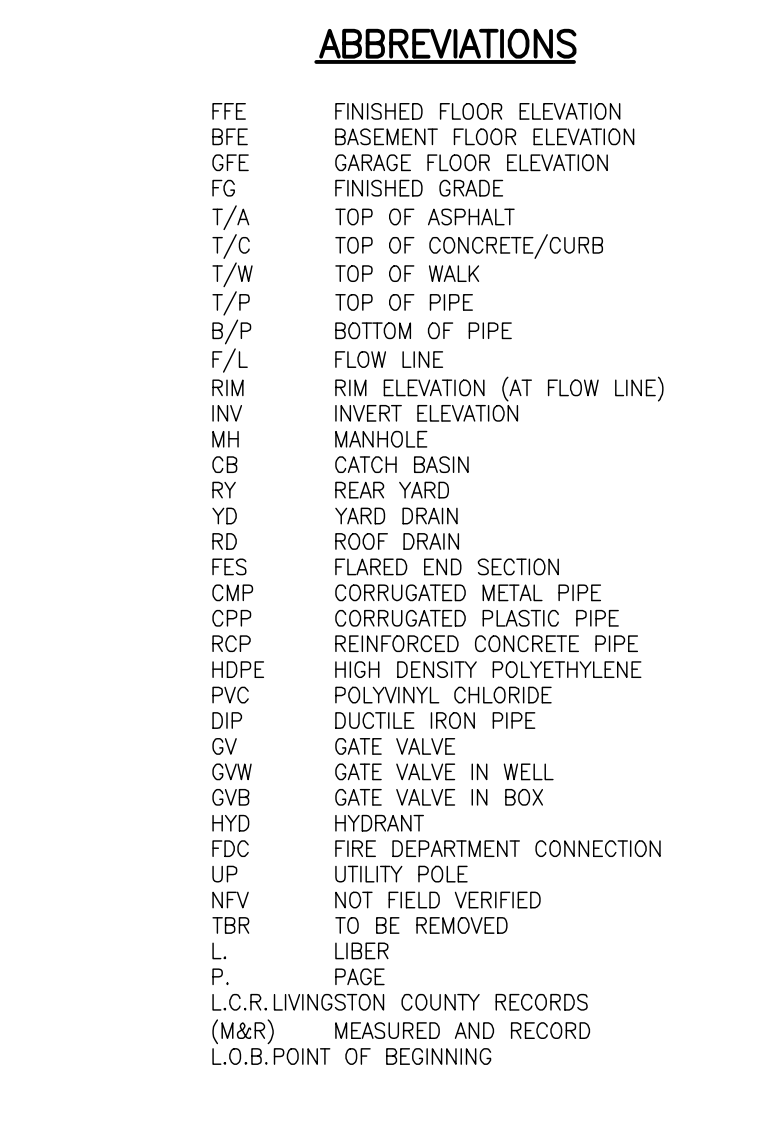 ABBREVIATIONS
FFE FINISHED FLOOR ELEVATION
BFE BASEMENT FLOOR ELEVATION
GFE GARAGE FLOOR ELEVATION
FG FINISHED GRADE
T/A TOP OF ASPHALT
T/C TOP OF CONCRETE/CURB
T/W TOP OF WALK
T/P TOP OF PIPE
B/P BOTTOM OF PIPE
F/L FLOW LINE
RIM RIM ELEVATION (AT FLOW LINE)
INV INVERT ELEVATION
MH MANHOLE
CB CATCH BASIN
RY REAR YARD
YD YARD DRAIN
RD ROOF DRAIN
FES FLARED END SECTION
CMP CORRUGATED METAL PIPE
CPP CORRUGATED PLASTIC PIPE
RCP REINFORCED CONCRETE PIPE
HDPE HIGH DENSITY POLYETHYLENE
PVC POLYVINYL CHLORIDE
DIP DUCTILE IRON PIPE
GV GATE VALVE
GVW GATE VALVE IN WELL
GVB GATE VALVE IN BOX
HYD HYDRANT
FDC FIRE DEPARTMENT CONNECTION
UP UTILITY POLE
NFV NOT FIELD VERIFIED
TBR TO BE REMOVED
L. LIBER
P. PAGE
L.C.R. LIVINGSTON COUNTY RECORDS
(M&R) MEASURED AND RECORD
L.O.B. POINT OF BEGINNING